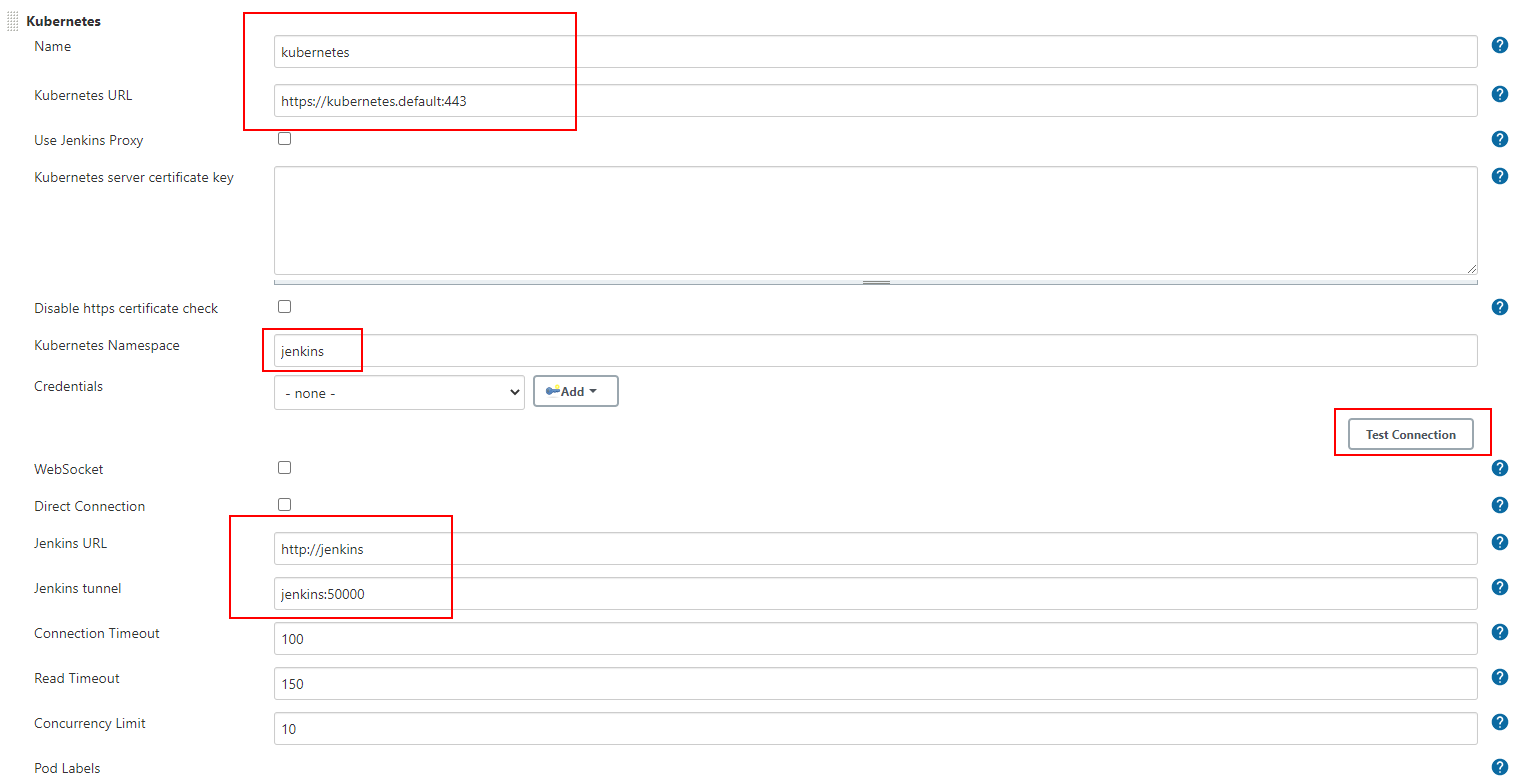 Kubernetes
Name
kubernetes
Kubernetes URL
https://kubernetes.default:443
Use Jenkins Proxy
Kubernetes server certificate key
Disable https certificate check
Kubernetes Namespace
jenkins
Credentials
- none -
Add
Test Connection
WebSocket
Direct Connection
Jenkins URL
http://jenkins
Jenkins tunnel
jenkins:50000
Connection Timeout
100
Read Timeout
150
Concurrency Limit
10
Pod Labels